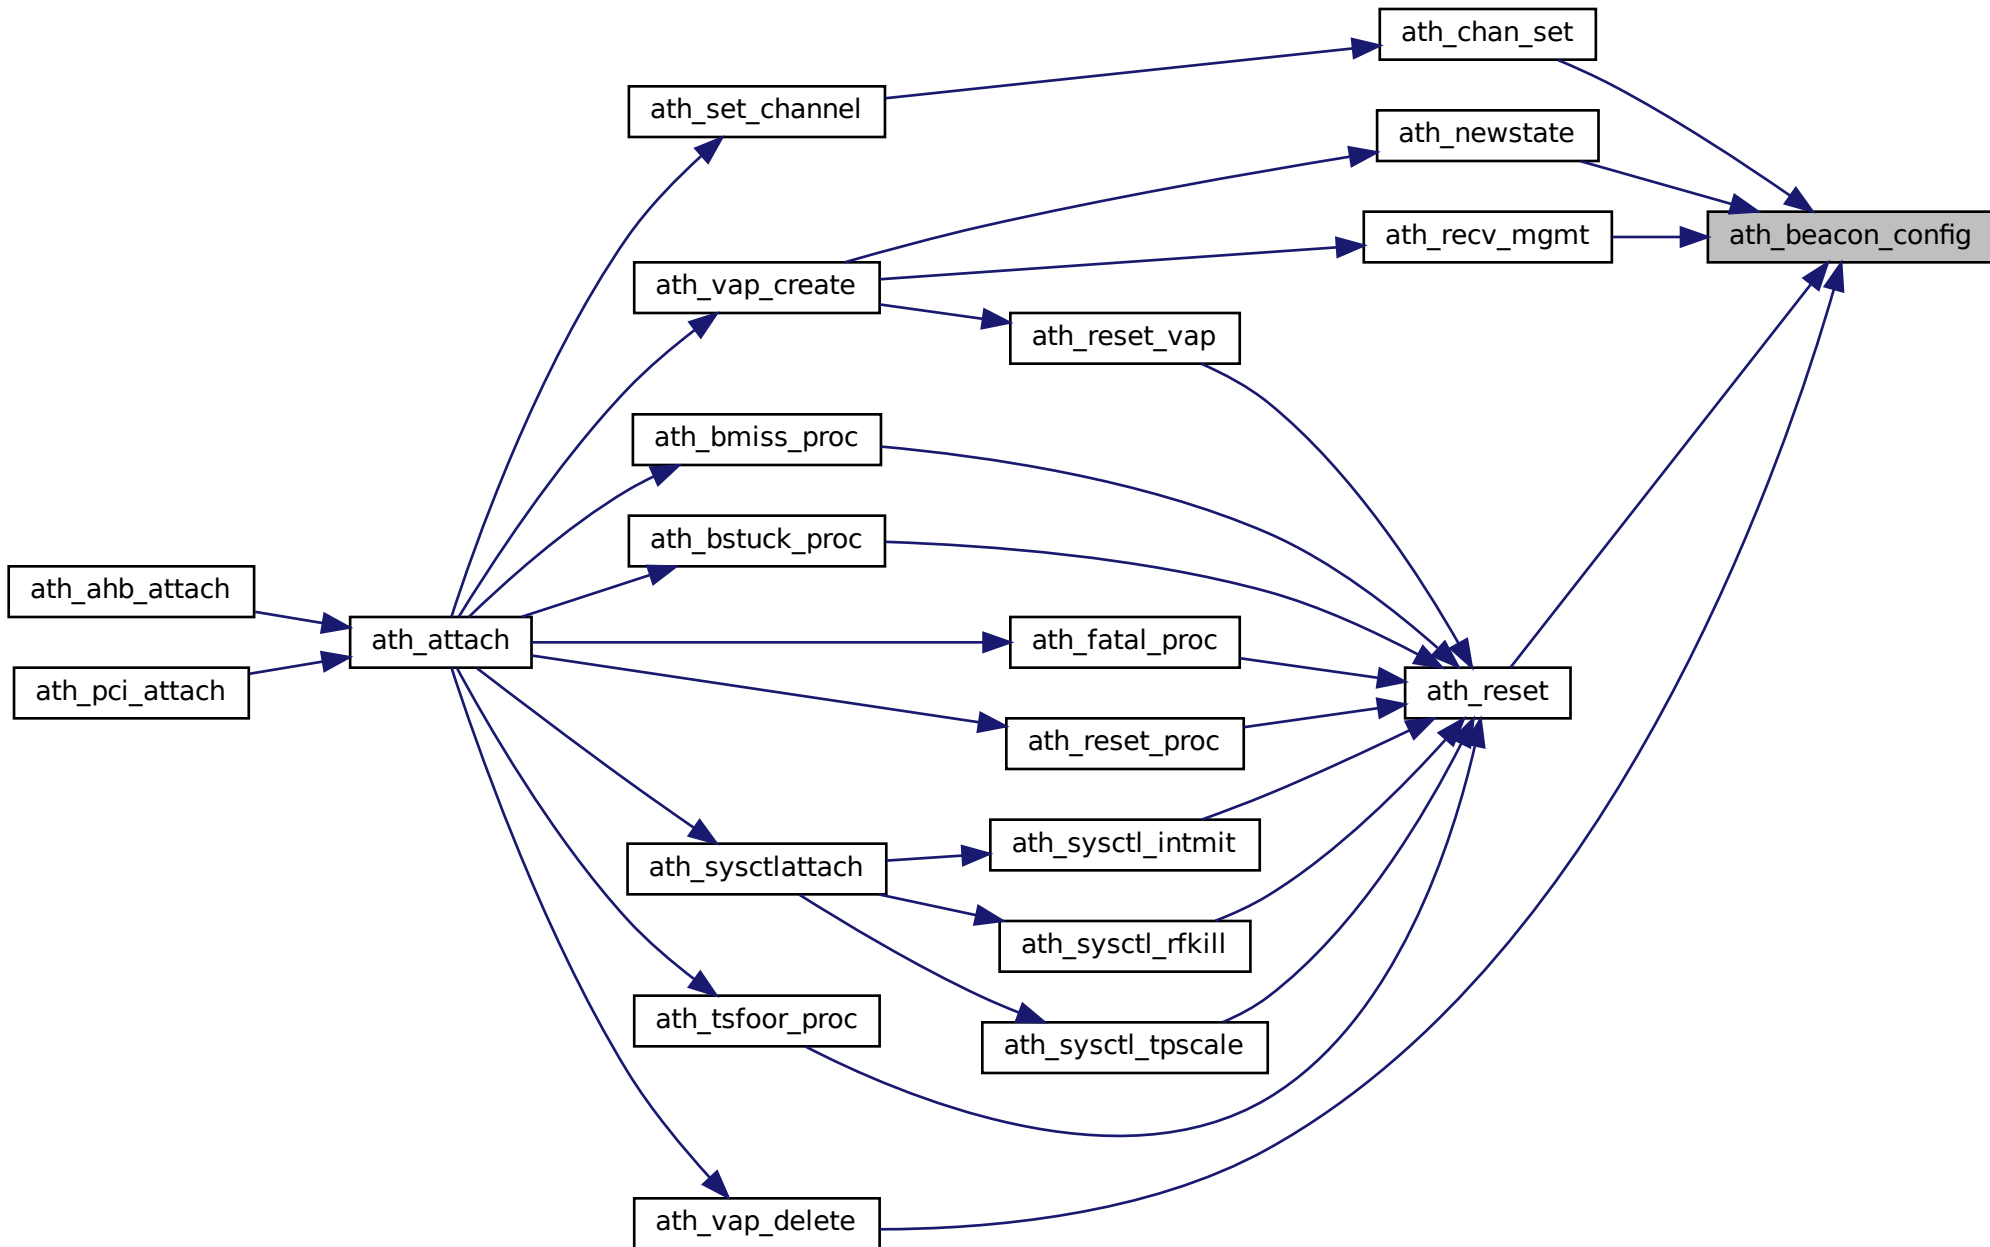 ath_chan_set
ath_set_channel
ath_newstate
ath_recv_mgmt
ath_beacon_config
ath_vap_create
ath_reset_vap
ath_bmiss_proc
ath_bstuck_proc
ath_ahb_attach
ath_attach
ath_fatal_proc
ath_pci_attach
ath_reset
ath_reset_proc
ath_sysctl_intmit
ath_sysctlattach
ath_sysctl_rfkill
ath_tsfoor_proc
ath_sysctl_tpscale
ath_vap_delete